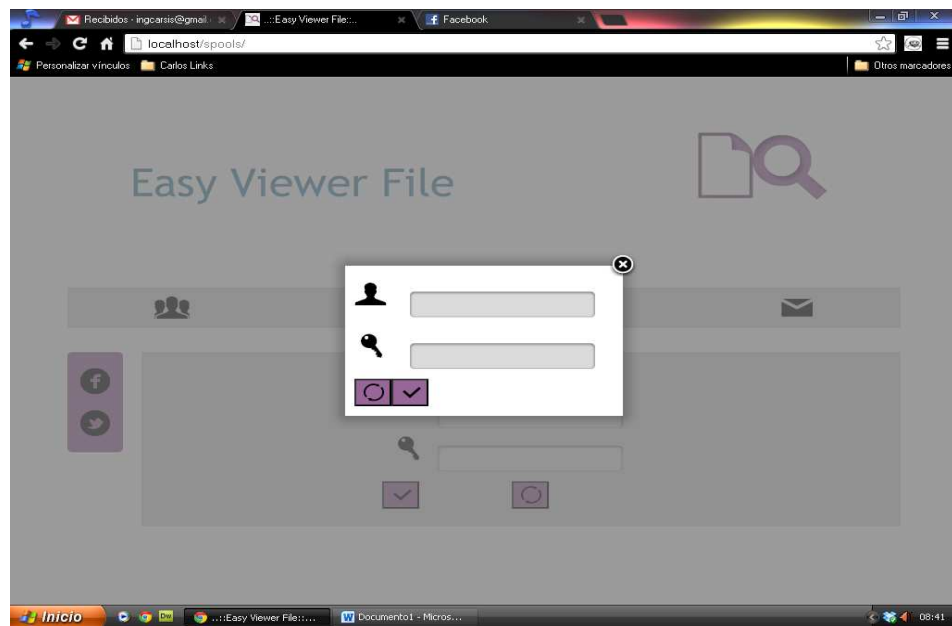 Recibidos - ingcarsis@gmail.
..::Easy Viewer File::..
Facebook
localhost/spools/
Personalizar vínculos
Carlos Links
Otros marcadores
Easy Viewer File
Inicio
Dw
..::Easy Viewer File::...
Documento1 - Micros...
08:41